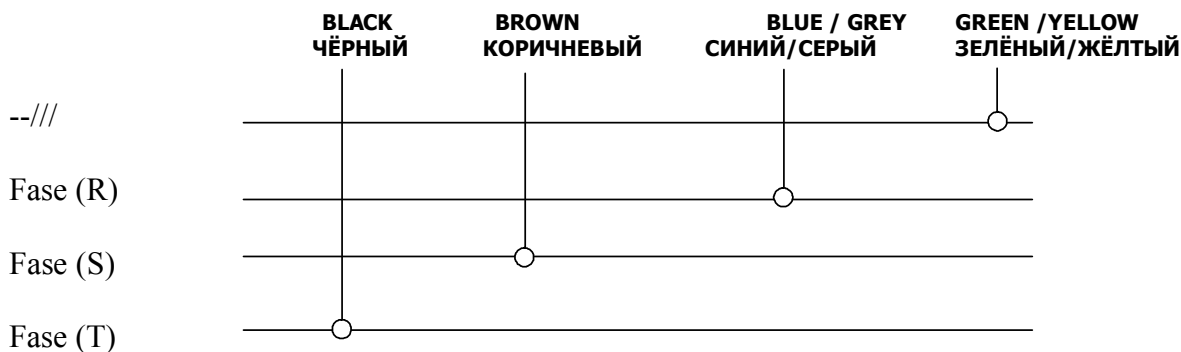 BLACK BROWN BLUE / GREY GREEN /YELLOW
ЧЁРНЫЙ КОРИЧНЕВЫЙ СИНИЙ/СЕРЫЙ ЗЕЛЁНЫЙ/ЖЁЛТЫЙ
--///
Fase (R)
Fase (S)
Fase (T)